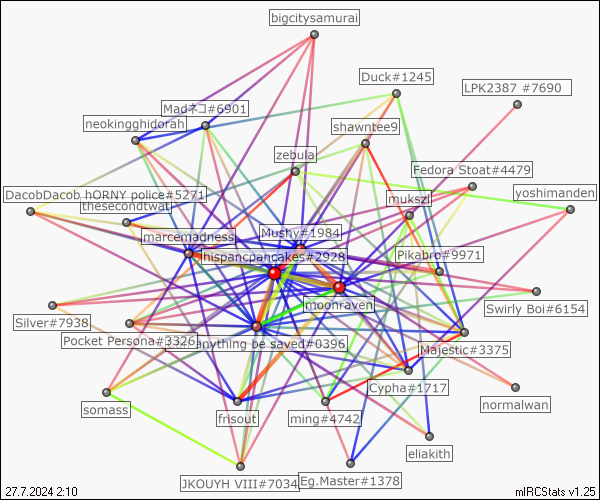 bigcitysamurai
Duck#1245
LPK2387 #7690
Madネコ#6901
neokingghidorah
shawntee9
zebula
Fedora Stoat#4479
DacobDacob hORNY police#5271
mukszi
yoshimanden
thesecondtwat
Mushy#1984
marcemadness
hispancpancakes#2928
Pikabro#9971
moonraven
Silver#7938
Swirly Boi#6154
Pocket Persona#3326
anything be saved#0396
Majestic#3375
Cypha#1717
normalwan
somass
frisout
ming#4742
eliakith
JKOUYH VIII#7034
Eg.Master#1378
27.7.2024 2:10
mIRCStats v1.25